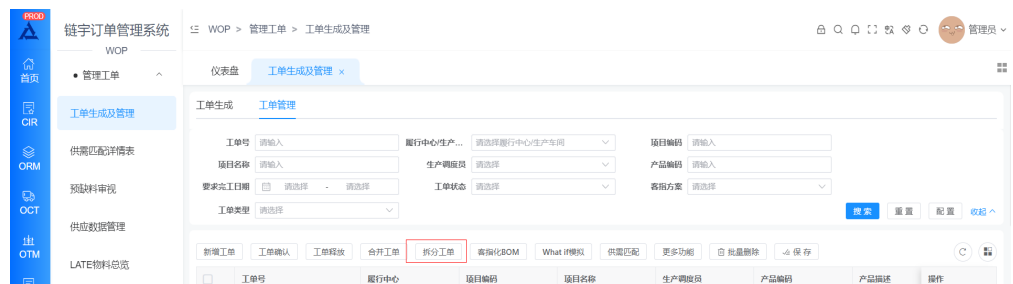 PROD
链宇订单管理系统
WOP > 管理工单 > 工单生成及管理
管理员
WOP
首页
管理工单
仪表盘
工单生成及管理 ×
CIR
工单生成及管理
工单生成
工单管理
工单号 请输入
履行中心/生产... 请选择履行中心/生产车间
项目编码 请输入
ORM
供需匹配详情表
项目名称 请输入
生产调度员 请选择
产品编码 请输入
要求完工日期 请选择 - 请选择
工单状态 请选择
客指方案 请选择
OCT
预缺料审视
工单类型 请选择
搜 索
重 置
配 置
收起
供应数据管理
OTM
新增工单
工单确认
工单释放
合并工单
拆分工单
客指化BOM
What if模拟
供需匹配
更多功能
批量删除
保 存
LATE物料总览
工单号
履行中心
项目编码
项目名称
生产调度员
产品编码
产品描述
操作